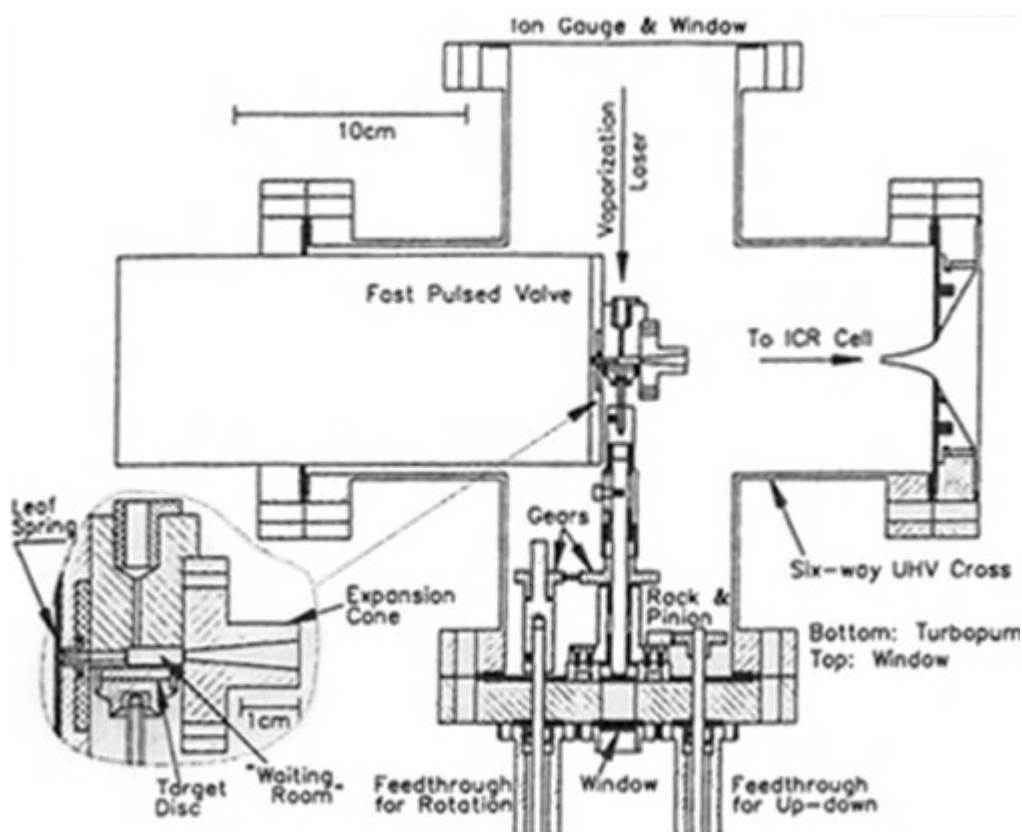 Ion Gauge & Window
10cm
Vaporization
Laser
Fast Pulsed Valve
To ICR Cell
Leaf
Spring
Gears
Six-way UHV Cross
Expansion
Cone
Rack &
Pinion
Bottom: Turbopum
Top: Window
1cm
"Waiting
Room"
Target
Disc
Feedthrough
for Rotation
Window
Feedthrough
for Up-down